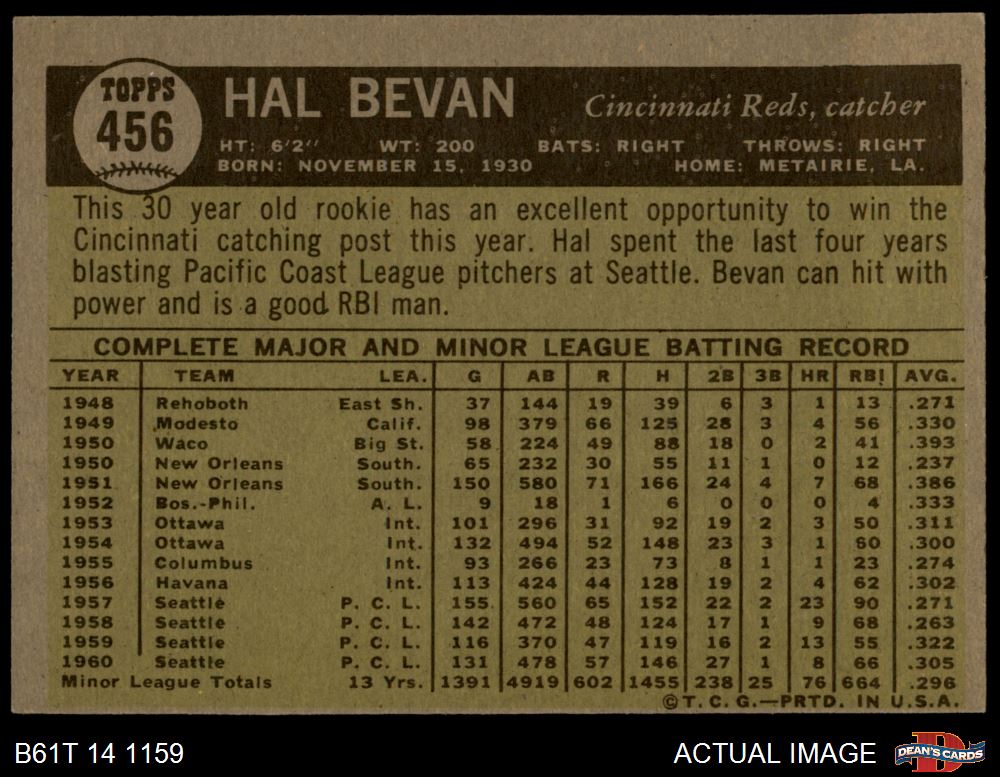 TOPPS
456
HAL BEVAN Cincinnati Reds, catcher
HT: 6'2'' WT: 200 BATS: RIGHT THROWS: RIGHT
BORN: NOVEMBER 15, 1930 HOME: METAIRIE, LA.
This 30 year old rookie has an excellent opportunity to win the
Cincinnati catching post this year. Hal spent the last four years
blasting Pacific Coast League pitchers at Seattle. Bevan can hit with
power and is a good RBI man.
COMPLETE MAJOR AND MINOR LEAGUE BATTING RECORD
YEAR TEAM LEA. G AB R H 2B 3B HR RBI AVG.
1948 Rehoboth East Sh. 37 144 19 39 6 3 1 13 .271
1949 Modesto Calif. 98 379 66 125 28 3 4 56 .330
1950 Waco Big St. 58 224 49 88 18 0 2 41 .393
1950 New Orleans South. 65 232 30 55 11 1 0 12 .237
1951 New Orleans South. 150 580 71 166 24 4 7 68 .386
1952 Bos.-Phil. A. L. 9 18 1 6 0 0 0 4 .333
1953 Ottawa Int. 101 296 31 92 19 2 3 50 .311
1954 Ottawa Int. 132 494 52 148 23 3 1 60 .300
1955 Columbus Int. 93 266 23 73 8 1 1 23 .274
1956 Havana Int. 113 424 44 128 19 2 4 62 .302
1957 Seattle P. C. L. 155 560 65 152 22 2 23 90 .271
1958 Seattle P. C. L. 142 472 48 124 17 1 9 68 .263
1959 Seattle P. C. L. 116 370 47 119 16 2 13 55 .322
1960 Seattle P. C. L. 131 478 57 146 27 1 8 66 .305
Minor League Totals 13 Yrs. 1391 4919 602 1455 238 25 76 664 .296
©T. C. G.—PRTD. IN U.S.A.
B61T 14 1159 ACTUAL IMAGE DEAN'S CARDS